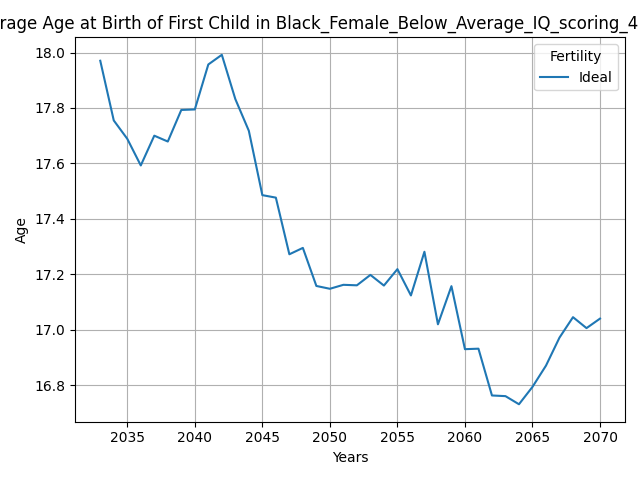 rage Age at Birth of First Child in Black_Female_Below_Average_IQ_scoring_4
Fertility
Ideal
18.0
17.8
17.6
17.4
17.2
17.0
16.8
Age
2035 2040 2045 2050 2055 2060 2065 2070
Years